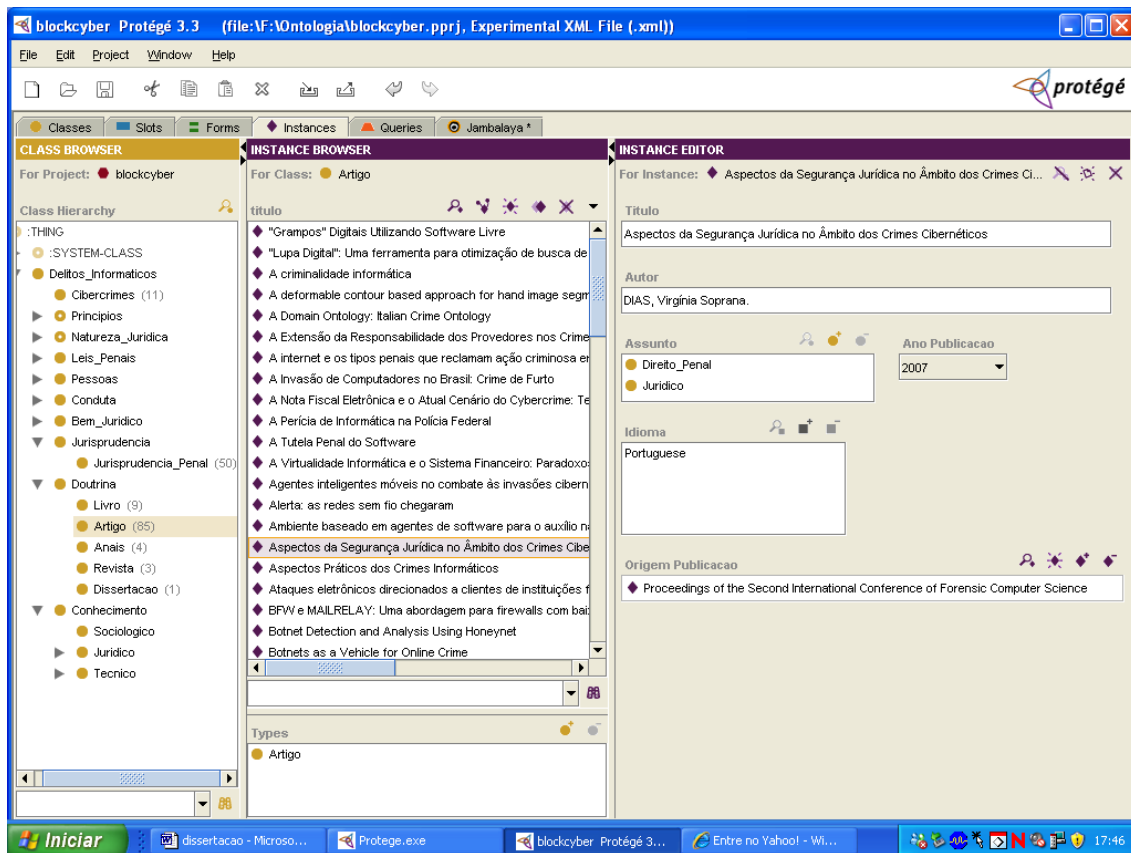 blockcyber Protégé 3.3 (file:\F:\Ontologia\blockcyber.pprj, Experimental XML File (.xml))
File Edit Project Window Help
protégé
Classes Slots Forms Instances Queries Jambalaya *
CLASS BROWSER
For Project: blockcyber
Class Hierarchy
:THING
:SYSTEM-CLASS
Delitos_Informaticos
Cibercrimes (11)
Principios
Natureza_Juridica
Leis_Penais
Pessoas
Conduta
Bem_Juridico
Jurisprudencia
Jurisprudencia_Penal (50)
Doutrina
Livro (9)
Artigo (85)
Anais (4)
Revista (3)
Dissertacao (1)
Conhecimento
Sociologico
Juridico
Tecnico
INSTANCE BROWSER
For Class: Artigo
titulo
"Grampos" Digitais Utilizando Software Livre
"Lupa Digital": Uma ferramenta para otimização de busca de
A criminalidade informática
A deformable contour based approach for hand image segm
A Domain Ontology: Italian Crime Ontology
A Extensão da Responsabilidade dos Provedores nos Crime
A internet e os tipos penais que reclamam ação criminosa er
A Invasão de Computadores no Brasil: Crime de Furto
A Nota Fiscal Eletrônica e o Atual Cenário do Cybercrime: Te
A Perícia de Informática na Polícia Federal
A Tutela Penal do Software
A Virtualidade Informática e o Sistema Financeiro: Paradoxo
Agentes inteligentes móveis no combate às invasões cibern
Alerta: as redes sem fio chegaram
Ambiente baseado em agentes de software para o auxílio na
Aspectos da Segurança Jurídica no Âmbito dos Crimes Cibe
Aspectos Práticos dos Crimes Informáticos
Ataques eletrônicos direcionados a clientes de instituições f
BFW e MAILRELAY: Uma abordagem para firewalls com bai
Botnet Detection and Analysis Using Honeynet
Botnets as a Vehicle for Online Crime
Types
Artigo
INSTANCE EDITOR
For Instance: Aspectos da Segurança Jurídica no Âmbito dos Crimes Ci...
Titulo
Aspectos da Segurança Jurídica no Âmbito dos Crimes Cibernéticos
Autor
DIAS, Virgínia Soprana.
Assunto
Direito_Penal
Juridico
Ano Publicacao
2007
Idioma
Portuguese
Origem Publicacao
Proceedings of the Second International Conference of Forensic Computer Science
Iniciar dissertacao - Microso... Protege.exe blockcyber Protégé 3... Entre no Yahoo! - Wi... 17:46